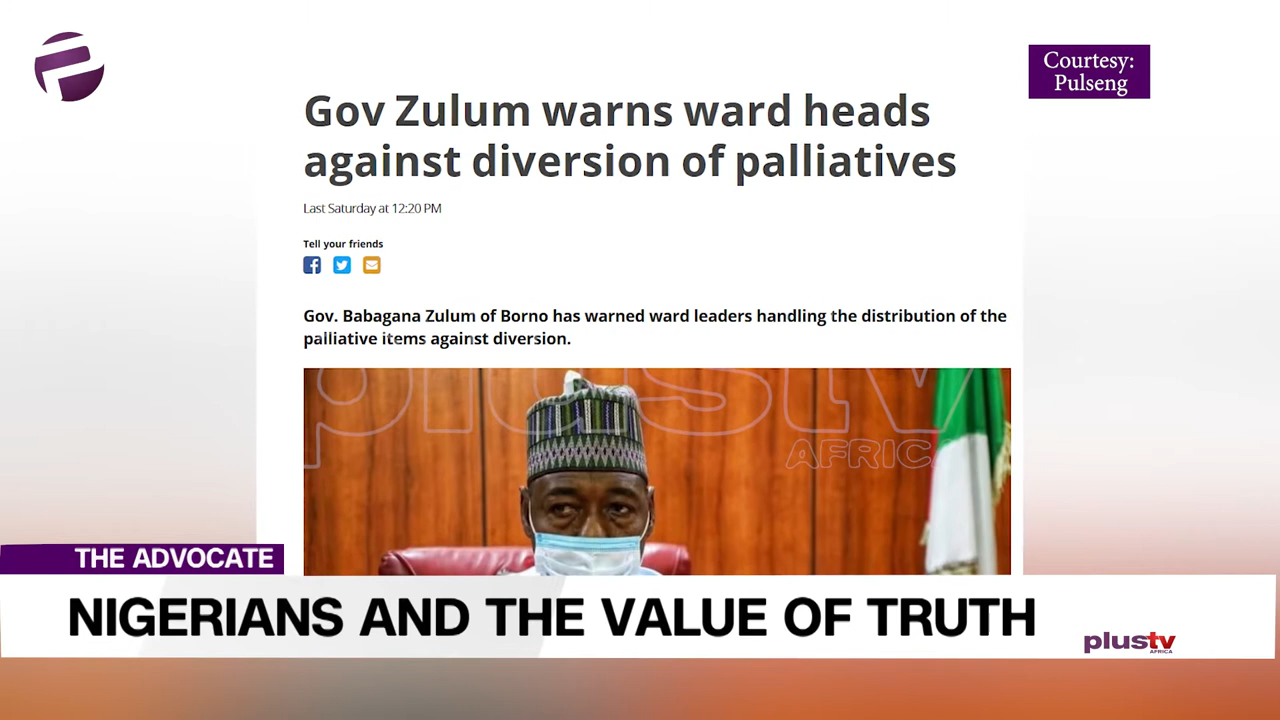 Courtesy:
Pulseng
Gov Zulum warns ward heads
against diversion of palliatives
Last Saturday at 12:20 PM
Tell your friends
Gov. Babagana Zulum of Borno has warned ward leaders handling the distribution of the
palliative items against diversion.
plustv
AFRICA
THE ADVOCATE
NIGERIANS AND THE VALUE OF TRUTH
plustv
AFRICA